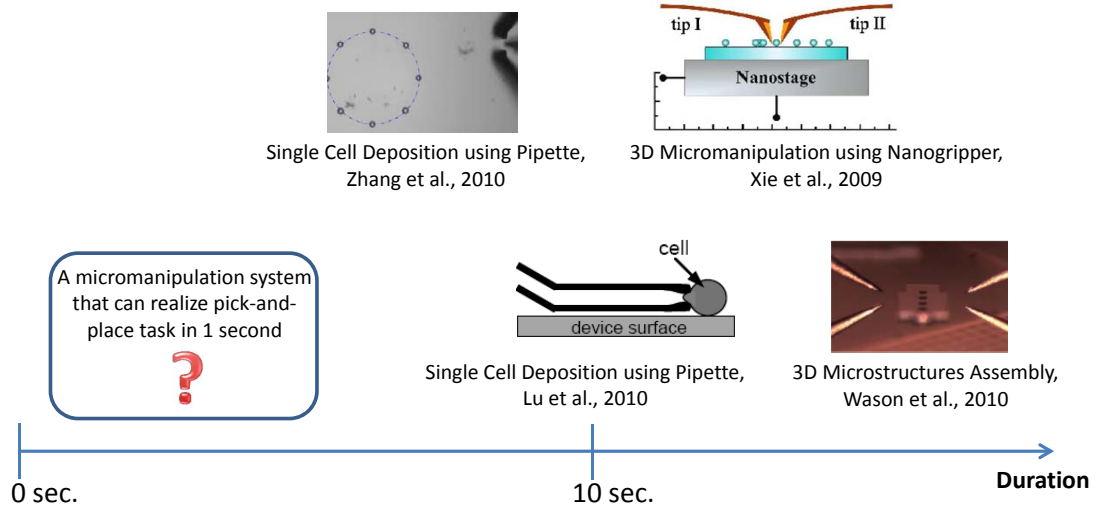 tip I
tip II
Nanostage
Single Cell Deposition using Pipette,
Zhang et al., 2010
3D Micromanipulation using Nanogripper,
Xie et al., 2009
A micromanipulation system
that can realize pick-and-
place task in 1 second
?
cell
device surface
Single Cell Deposition using Pipette,
Lu et al., 2010
3D Microstructures Assembly,
Wason et al., 2010
0 sec.
10 sec.
Duration